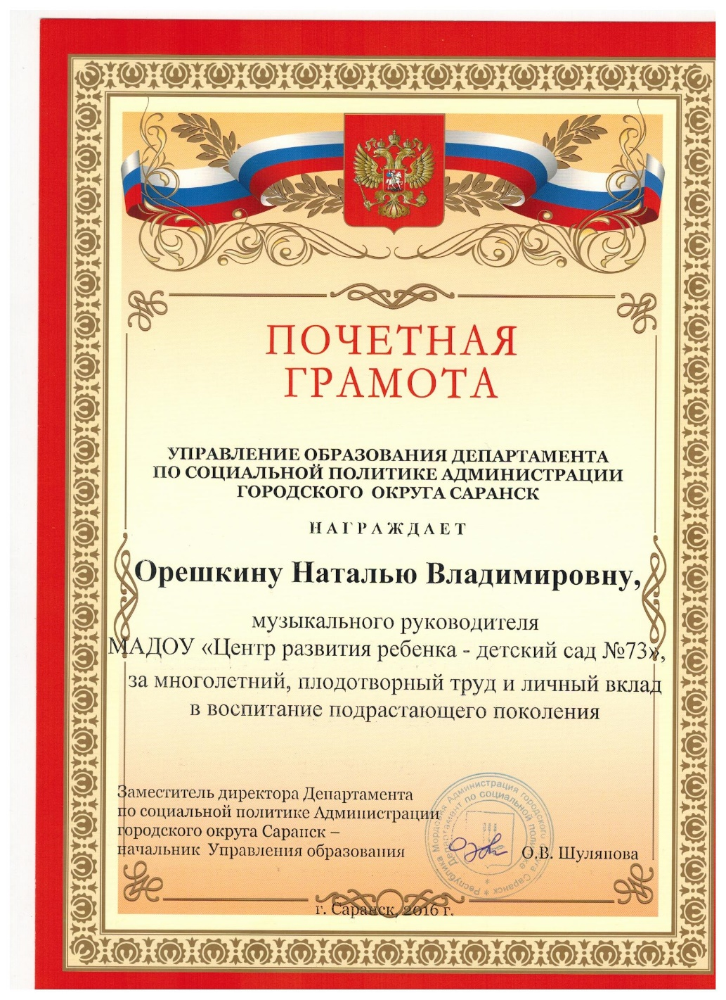 ПОЧЕТНАЯ
ГРАМОТА
УПРАВЛЕНИЕ ОБРАЗОВАНИЯ ДЕПАРТАМЕНТА
ПО СОЦИАЛЬНОЙ ПОЛИТИКЕ АДМИНИСТРАЦИИ
ГОРОДСКОГО ОКРУГА САРАНСК
НАГРАЖДАЕТ
Орешкину Наталью Владимировну,
музыкального руководителя
МАДОУ «Центр развития ребенка - детский сад №73»,
за многолетний, плодотворный труд и личный вклад
в воспитание подрастающего поколения
Заместитель директора Департамента
по социальной политике Администрации
городского округа Саранск –
начальник Управления образования
О.В. Шуляпова
Республика Мордовия Администрация городского округа Саранск *
Департамент по социальной политике *
г. Саранск, 2016 г.